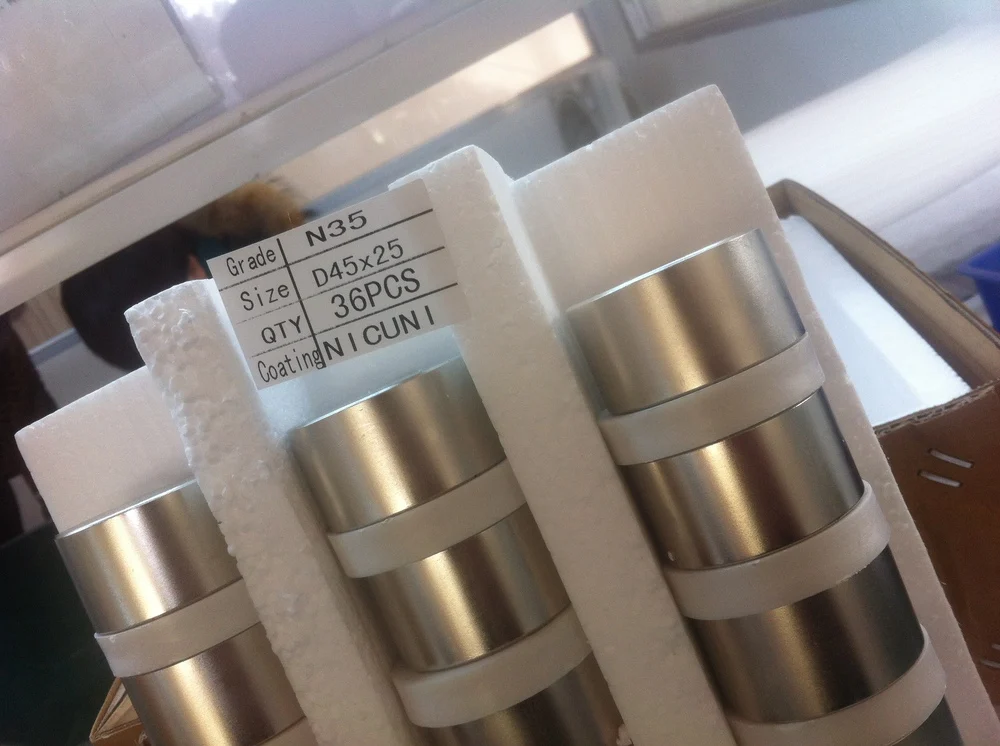 Grade N35
Size D45x25
QTY 36PCS
Coating NICUNI